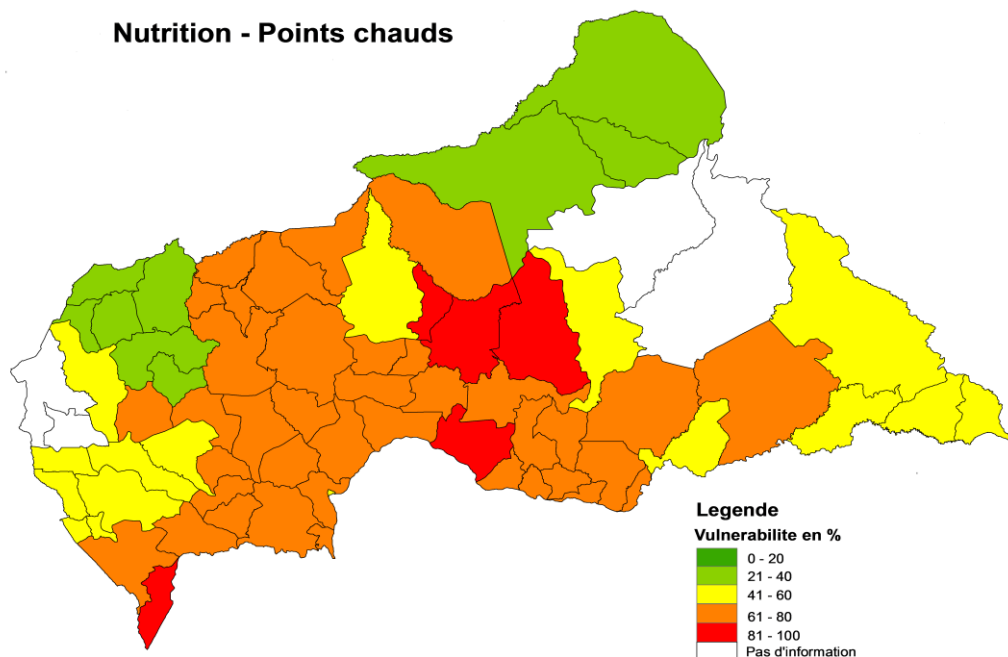 Nutrition - Points chauds
Legende
Vulnerabilite en %
0 - 20
21 - 40
41 - 60
61 - 80
81 - 100
Pas d'information